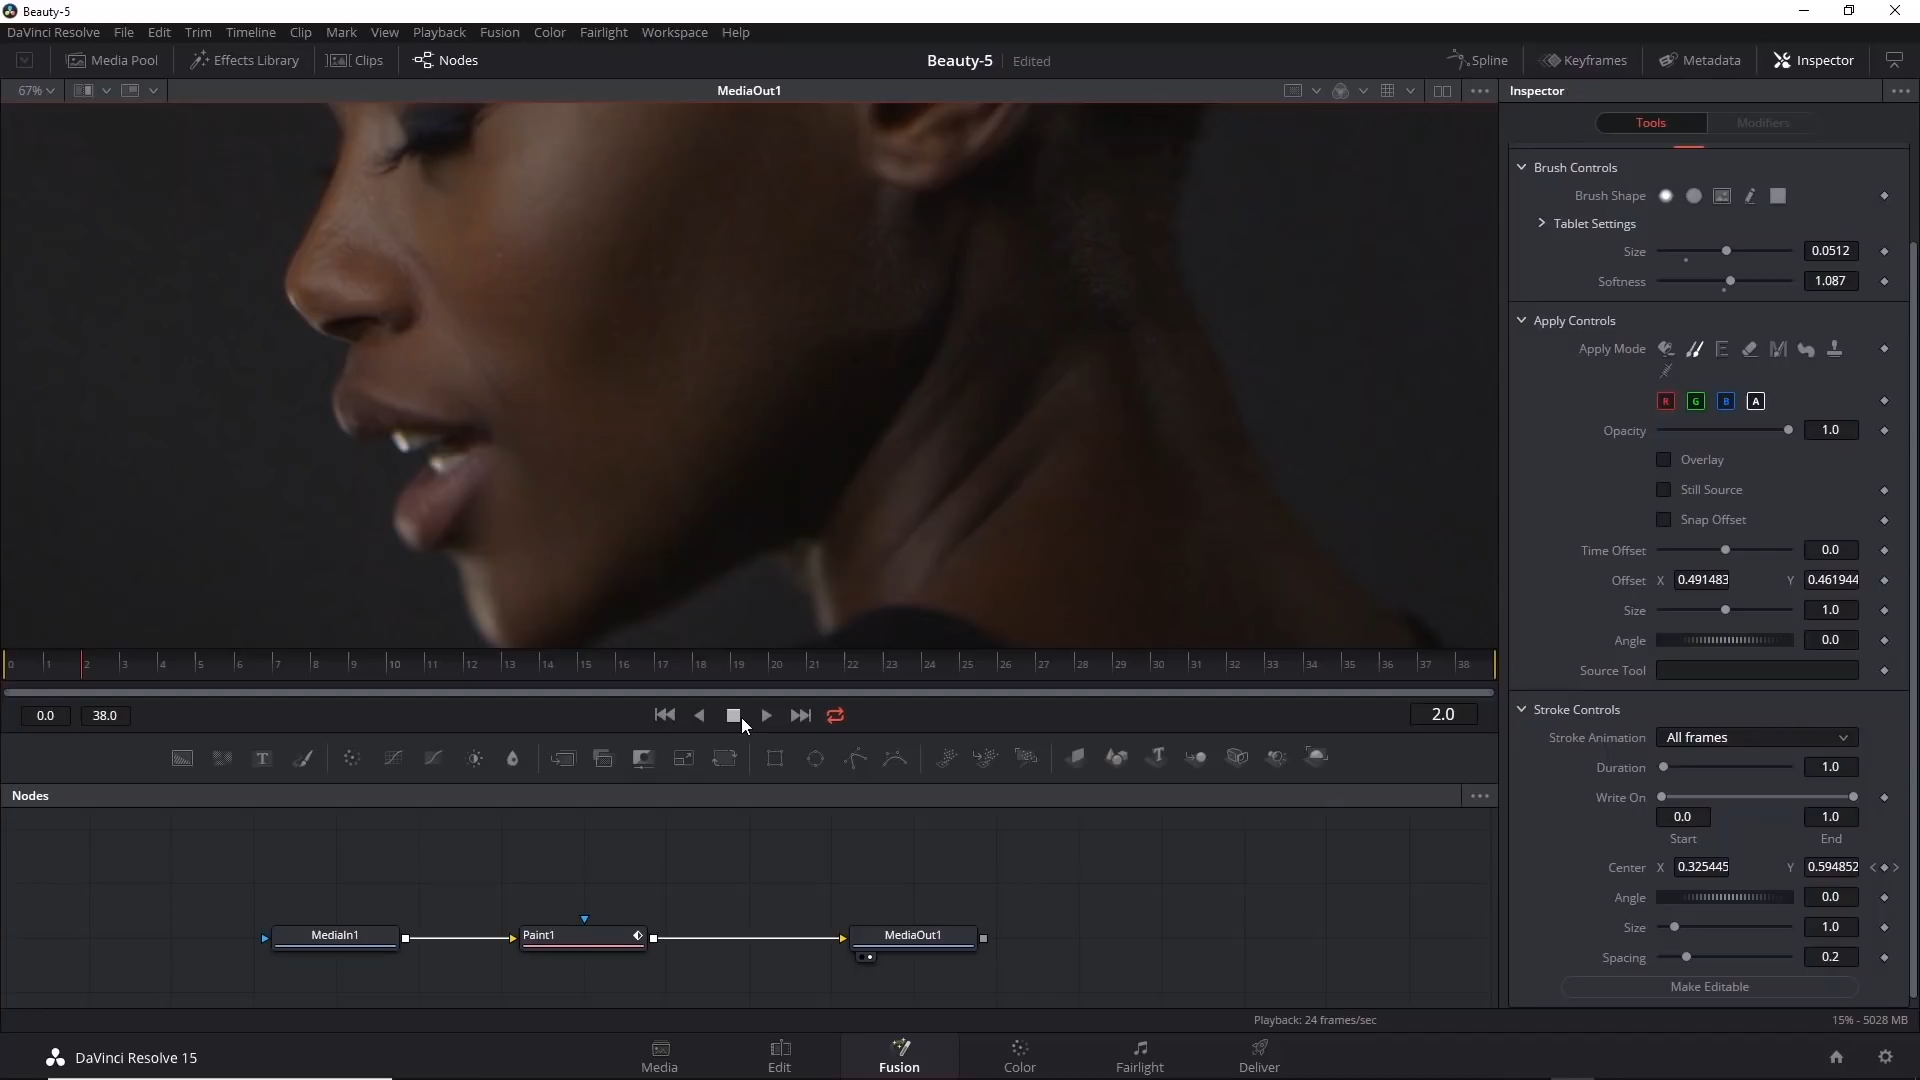 Beauty-5
DaVinci Resolve File Edit Trim Timeline Clip Mark View Playback Fusion Color Fairlight Workspace Help
Media Pool Effects Library Clips Nodes Beauty-5 Edited Spline Keyframes Metadata Inspector
67% MediaOut1 Inspector
Tools Modifiers
Brush Controls
Brush Shape
Tablet Settings
Size 0.0512
Softness 1.087
Apply Controls
Apply Mode
R G B A
Opacity 1.0
Overlay
Still Source
Snap Offset
Time Offset 0.0
Offset X 0.491483 Y 0.461944
Size 1.0
Angle 0.0
Source Tool
0 1 2 3 4 5 6 7 8 9 10 11 12 13 14 15 16 17 18 19 20 21 22 23 24 25 26 27 28 29 30 31 32 33 34 35 36 37 38
0.0 38.0 2.0
Stroke Controls
Stroke Animation All frames
Duration 1.0
Write On
0.0 1.0
Start End
Center X 0.325445 Y 0.594852
Angle 0.0
Size 1.0
Spacing 0.2
Make Editable
T T
Nodes
MediaIn1 Paint1 MediaOut1
Playback: 24 frames/sec 15% - 5028 MB
DaVinci Resolve 15 Media Edit Fusion Color Fairlight Deliver